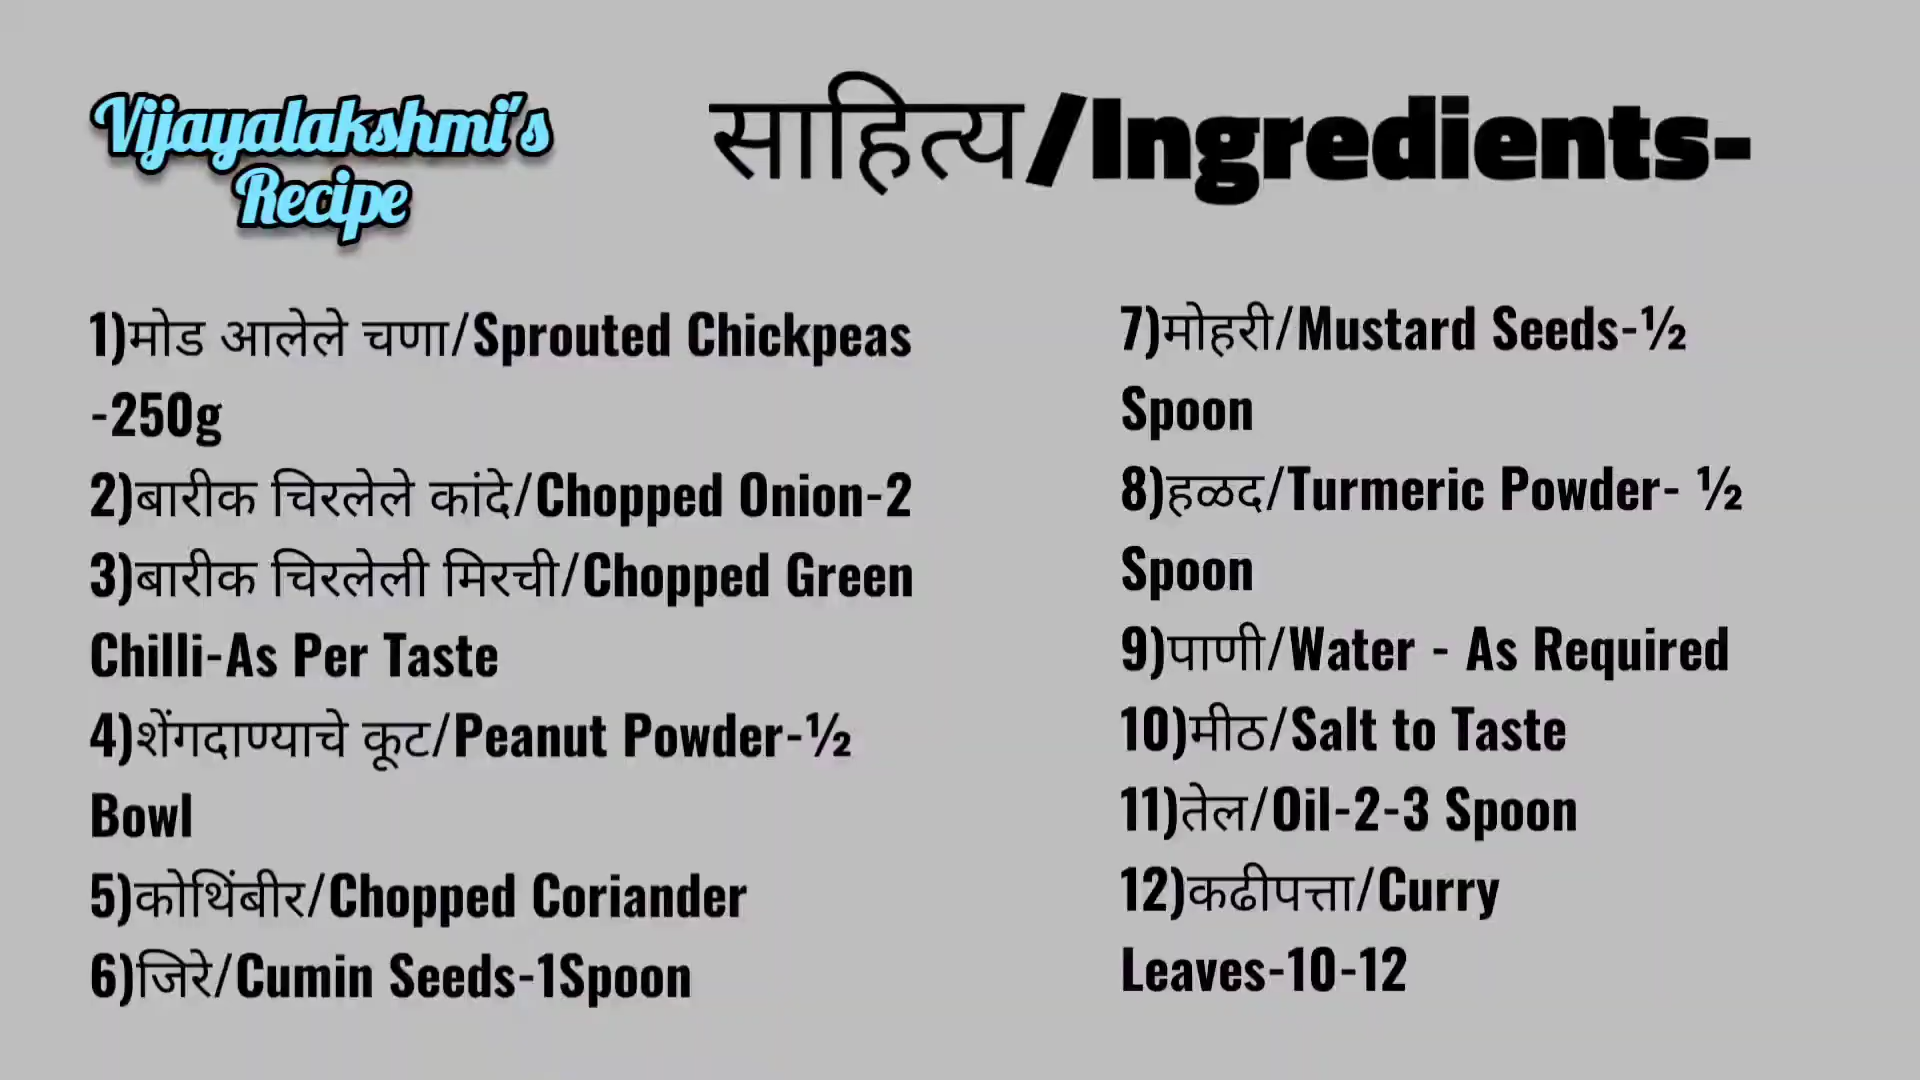 Vijayalakshmi's
Recipe
साहित्य/Ingredients-
1)मोड आलेले चणा/Sprouted Chickpeas
-250g
2)बारीक चिरलेले कांदे/Chopped Onion-2
3)बारीक चिरलेली मिरची/Chopped Green
Chilli-As Per Taste
4)शेंगदाण्याचे कूट/Peanut Powder-½
Bowl
5)कोथिंबीर/Chopped Coriander
6)जिरे/Cumin Seeds-1Spoon
7)मोहरी/Mustard Seeds-½
Spoon
8)हळद/Turmeric Powder- ½
Spoon
9)पाणी/Water - As Required
10)मीठ/Salt to Taste
11)तेल/Oil-2-3 Spoon
12)कढीपत्ता/Curry
Leaves-10-12